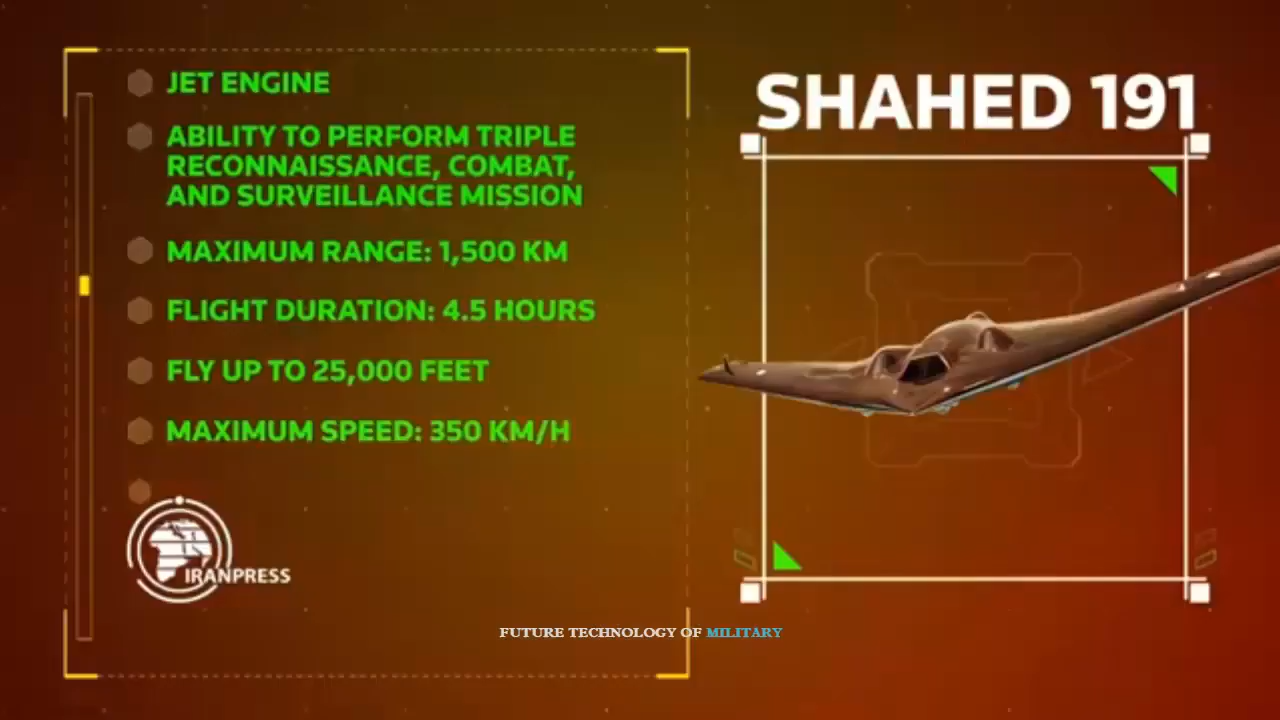 JET ENGINE
ABILITY TO PERFORM TRIPLE
RECONNAISSANCE, COMBAT,
AND SURVEILLANCE MISSION
MAXIMUM RANGE: 1,500 KM
FLIGHT DURATION: 4.5 HOURS
FLY UP TO 25,000 FEET
MAXIMUM SPEED: 350 KM/H
IRANPRESS
SHAHED 191
FUTURE TECHNOLOGY OF MILITARY